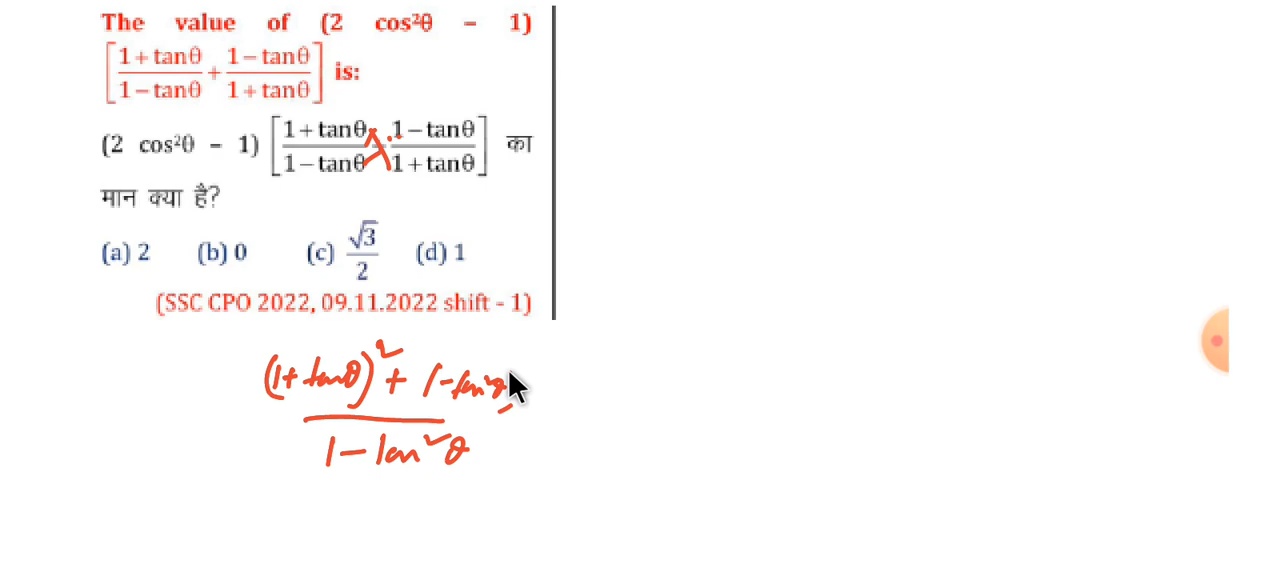 The value of (2 cos²θ - 1)
[1+tanθ/1-tanθ + 1-tanθ/1+tanθ] is:
(2 cos²θ - 1) [1+tanθ/1-tanθ + 1-tanθ/1+tanθ] का
मान क्या है?
(a) 2 (b) 0 (c) √3/2 (d) 1
(SSC CPO 2022, 09.11.2022 shift - 1)
(1+tanθ)² + 1-tan²θ
1-tan²θ